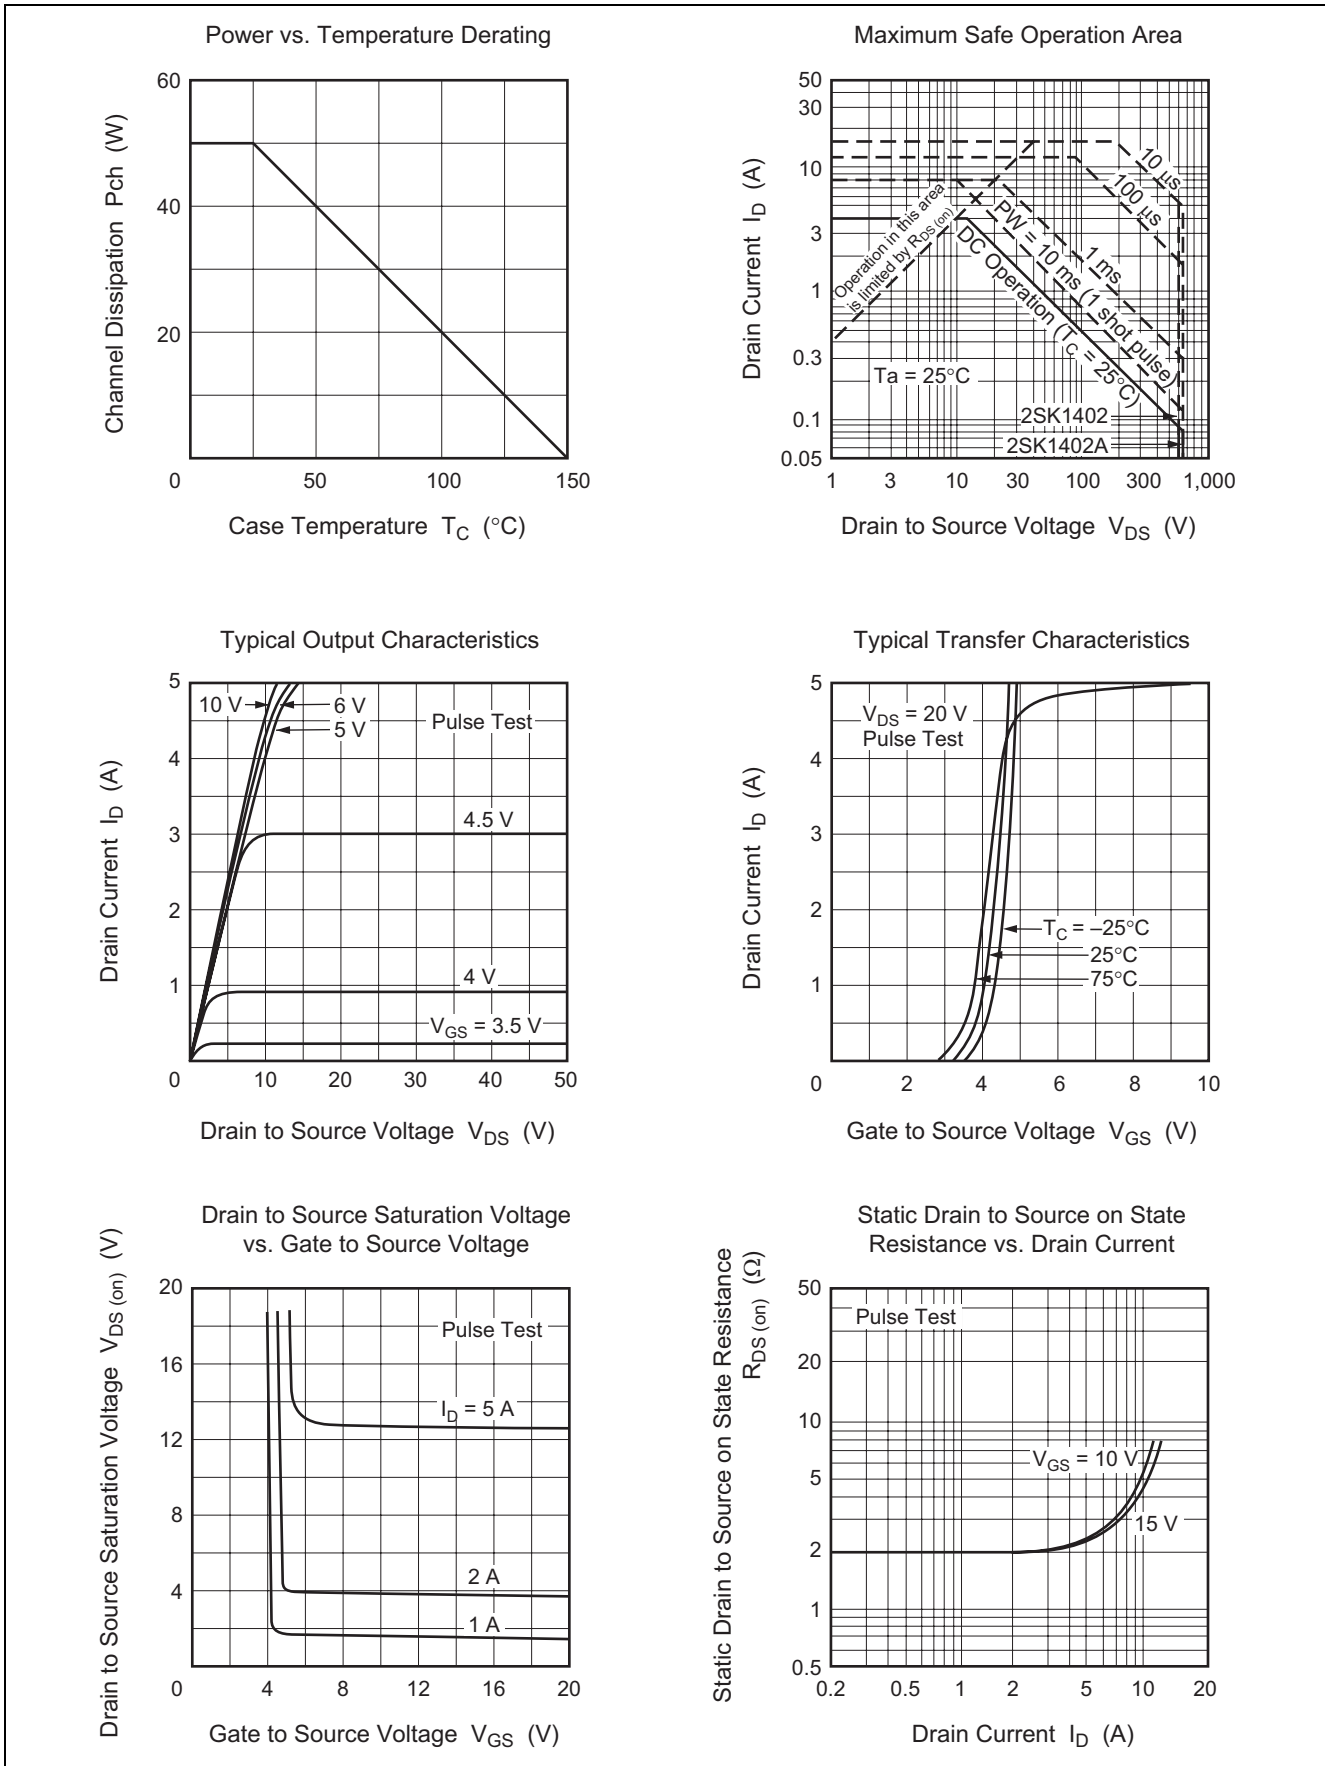 Power vs. Temperature Derating
Channel Dissipation Pch (W)
60
40
20
0 50 100 150
Case Temperature TC (°C)
Maximum Safe Operation Area
Drain Current ID (A)
50
30
10
3
1
0.3
0.1
0.05
10 μs
100 μs
1 ms
PW = 10 ms (1 shot pulse)
DC Operation (TC = 25°C)
Operation in this area
is limited by RDS (on)
Ta = 25°C
2SK1402
2SK1402A
1 3 10 30 100 300 1,000
Drain to Source Voltage VDS (V)
Typical Output Characteristics
Drain Current ID (A)
5
4
3
2
1
10 V
6 V
5 V
Pulse Test
4.5 V
4 V
VGS = 3.5 V
0 10 20 30 40 50
Drain to Source Voltage VDS (V)
Typical Transfer Characteristics
Drain Current ID (A)
5
4
3
2
1
VDS = 20 V
Pulse Test
TC = –25°C
25°C
75°C
0 2 4 6 8 10
Gate to Source Voltage VGS (V)
Drain to Source Saturation Voltage
vs. Gate to Source Voltage
Drain to Source Saturation Voltage VDS (on) (V)
20
16
12
8
4
Pulse Test
ID = 5 A
2 A
1 A
0 4 8 12 16 20
Gate to Source Voltage VGS (V)
Static Drain to Source on State
Resistance vs. Drain Current
Static Drain to Source on State Resistance
RDS (on) (Ω)
50
20
10
5
2
1
0.5
Pulse Test
VGS = 10 V
15 V
0.2 0.5 1 2 5 10 20
Drain Current ID (A)